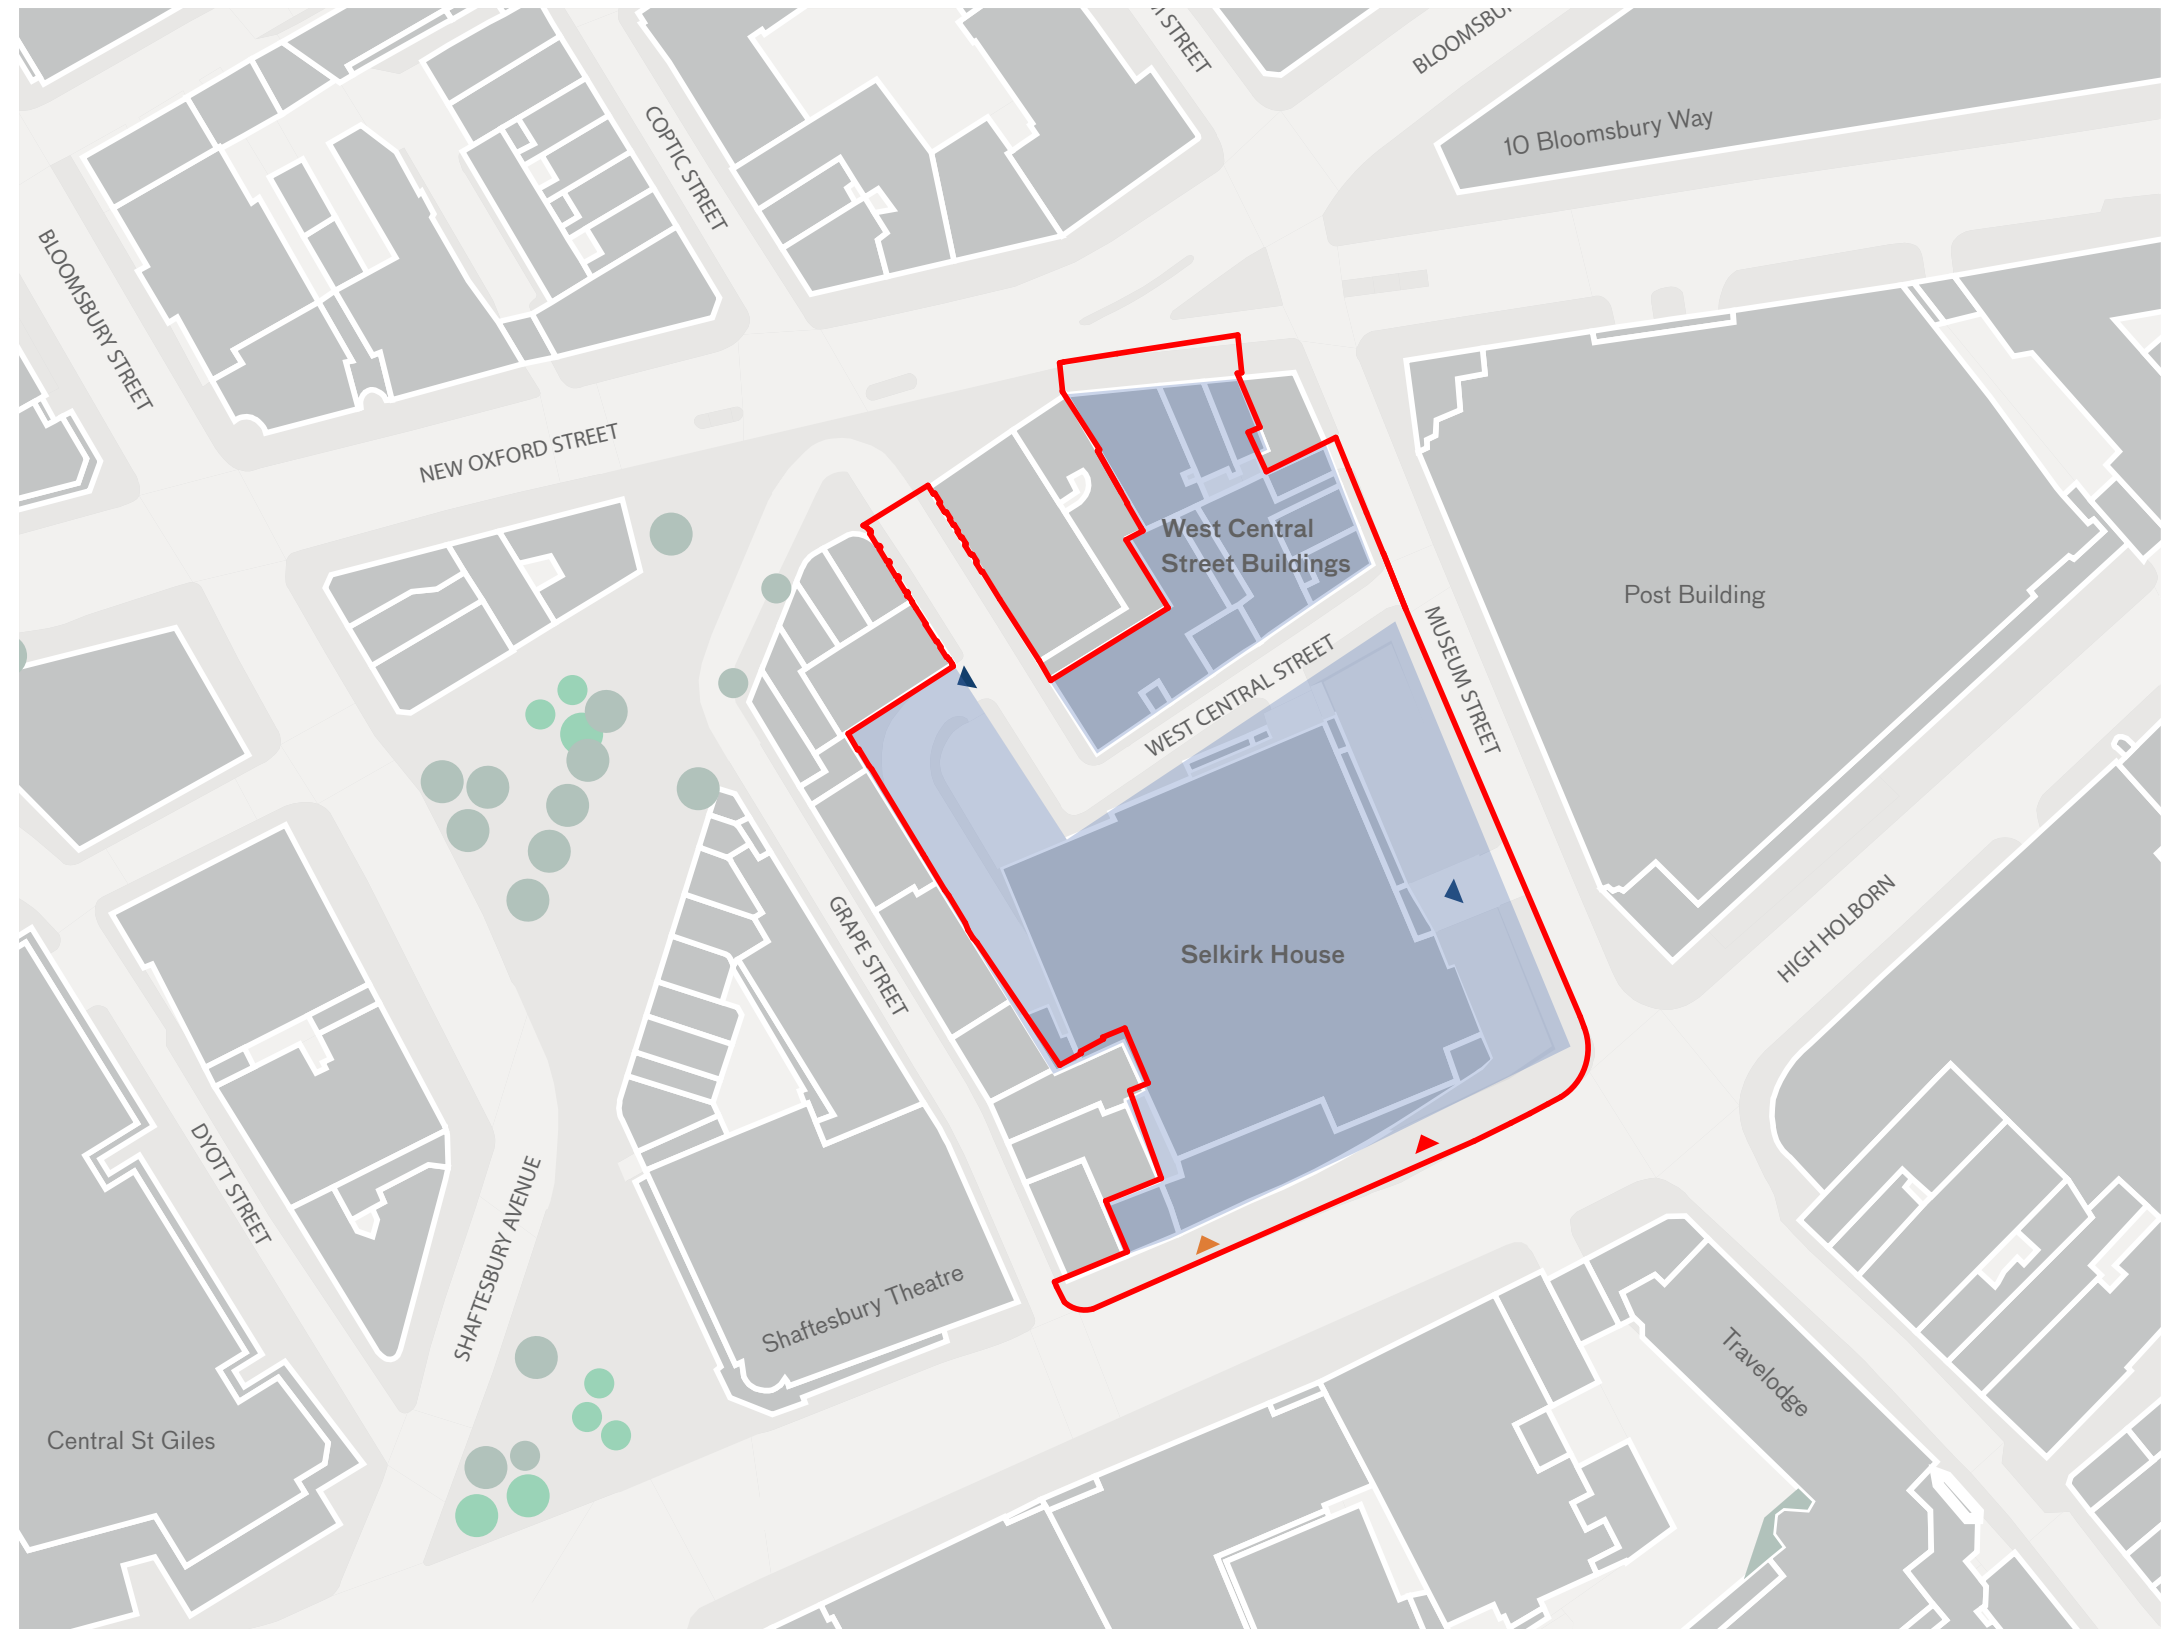 BLOOMSBURY STREET
COPTIC STREET
STREET
10 Bloomsbury Way
NEW OXFORD STREET
West Central
Street Buildings
Post Building
WEST CENTRAL STREET
MUSEUM STREET
Selkirk House
GRAPE STREET
HIGH HOLBORN
DYOTT STREET
SHAFTESBURY AVENUE
Shaftesbury Theatre
Travelodge
Central St Giles